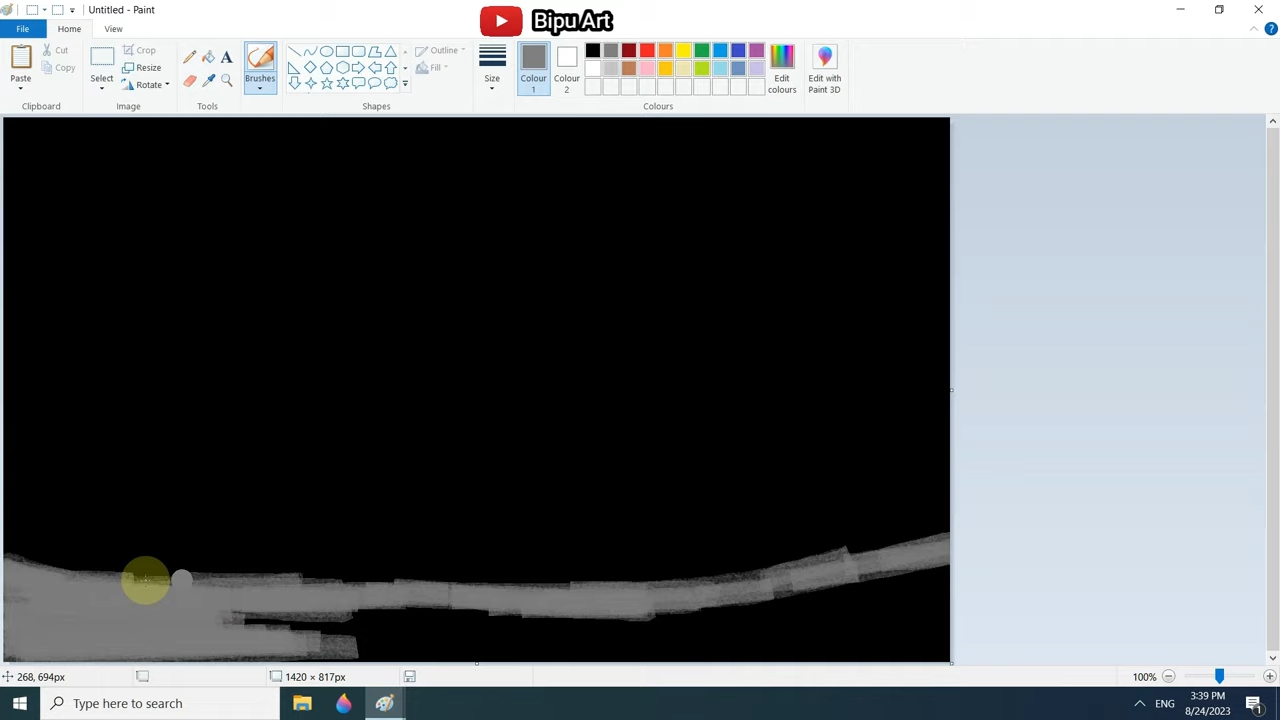 Untitled - Paint
Bipu Art
File
Home
View
Paste
Cut
Copy
Clipboard
Select
Crop
Resize
Rotate
Image
Tools
Brushes
Shapes
Outline
Fill
Size
Colour
1
Colour
2
Edit
colours
Colours
Edit with
Paint 3D
268, 694px
1420 × 817px
100%
Type here to search
ENG
3:39 PM
8/24/2023
1